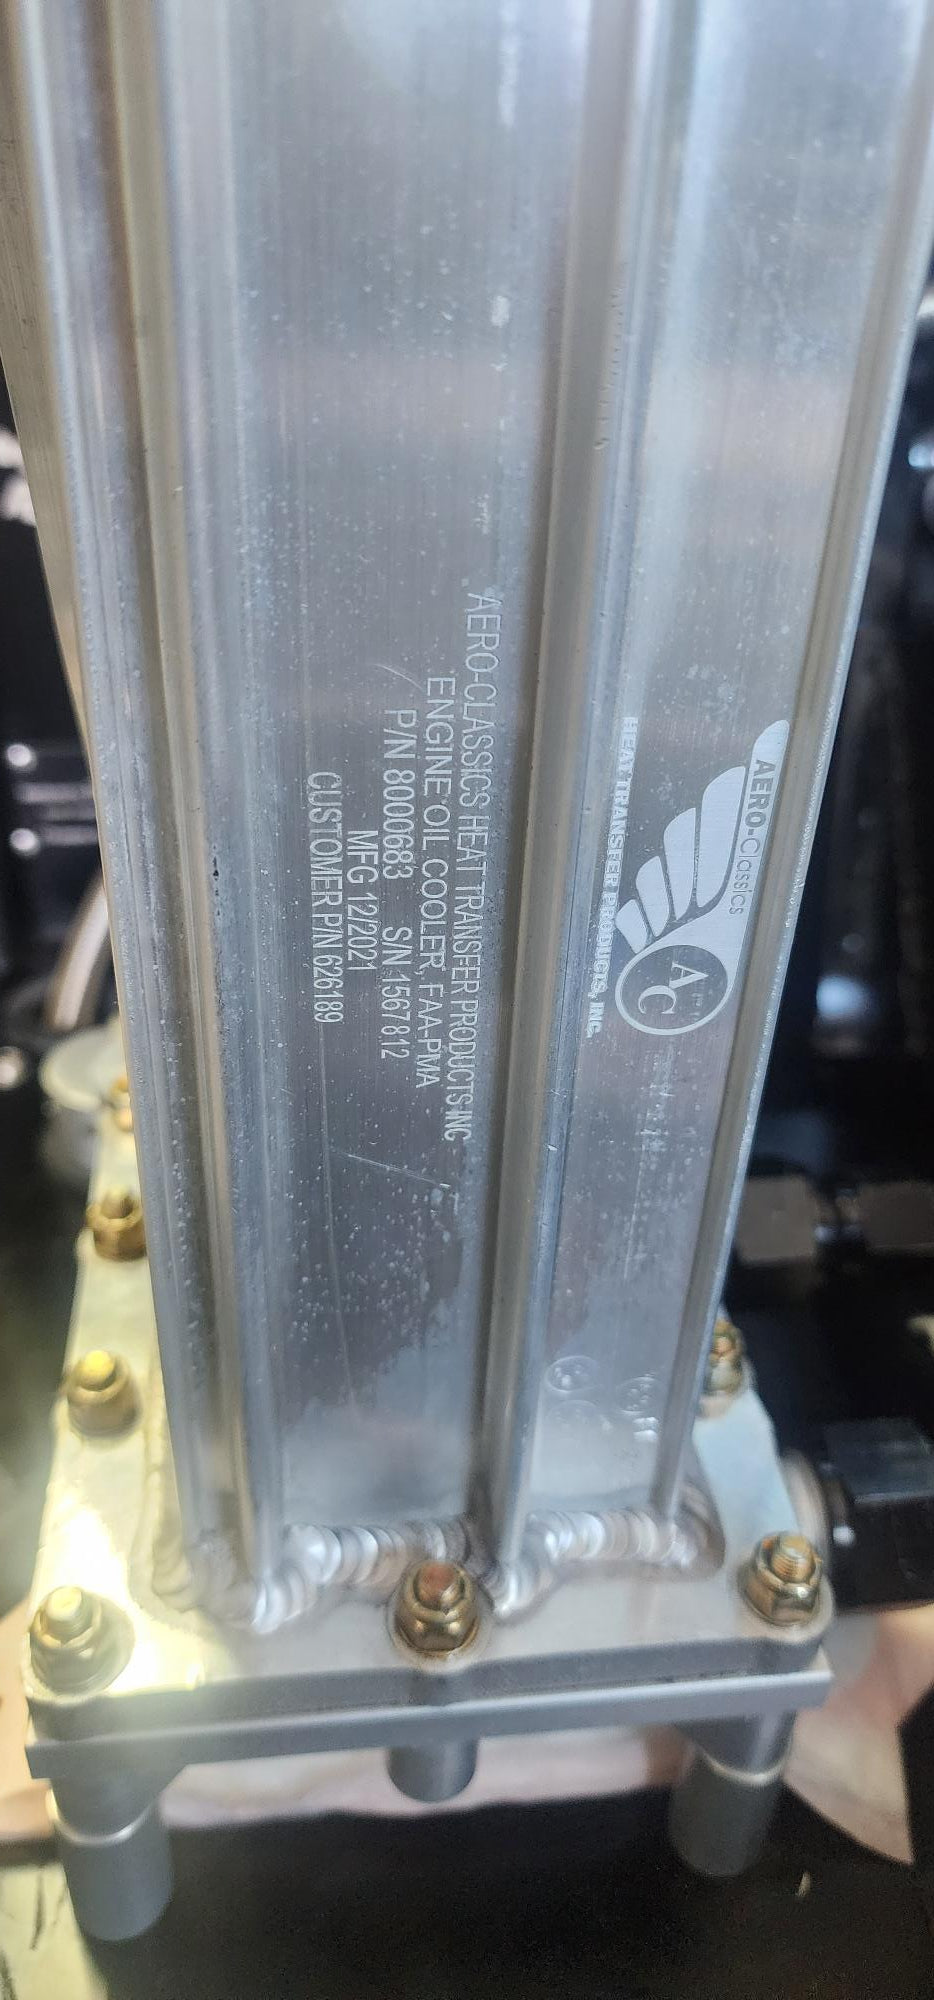 AERO-Classics
AC
HEAT TRANSFER PRODUCTS, INC.
AERO-CLASSICS HEAT TRANSFER PRODUCTS INC
ENGINE OIL COOLER, FAA-PMA
P/N 8000683 S/N 1567812
MFG 12/2021
CUSTOMER P/N 626189